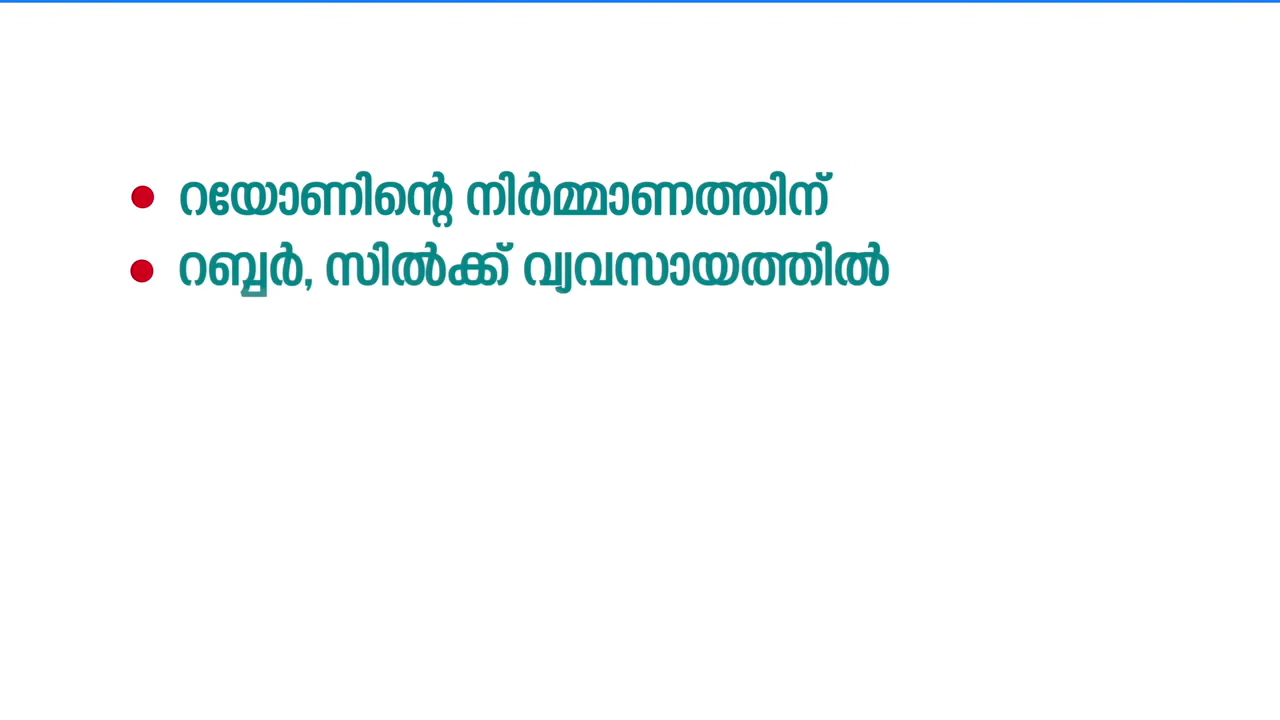 • റയോണിന്റെ നിർമ്മാണത്തിന്
• റബ്ബർ, സിൽക്ക് വ്യവസായത്തിൽ